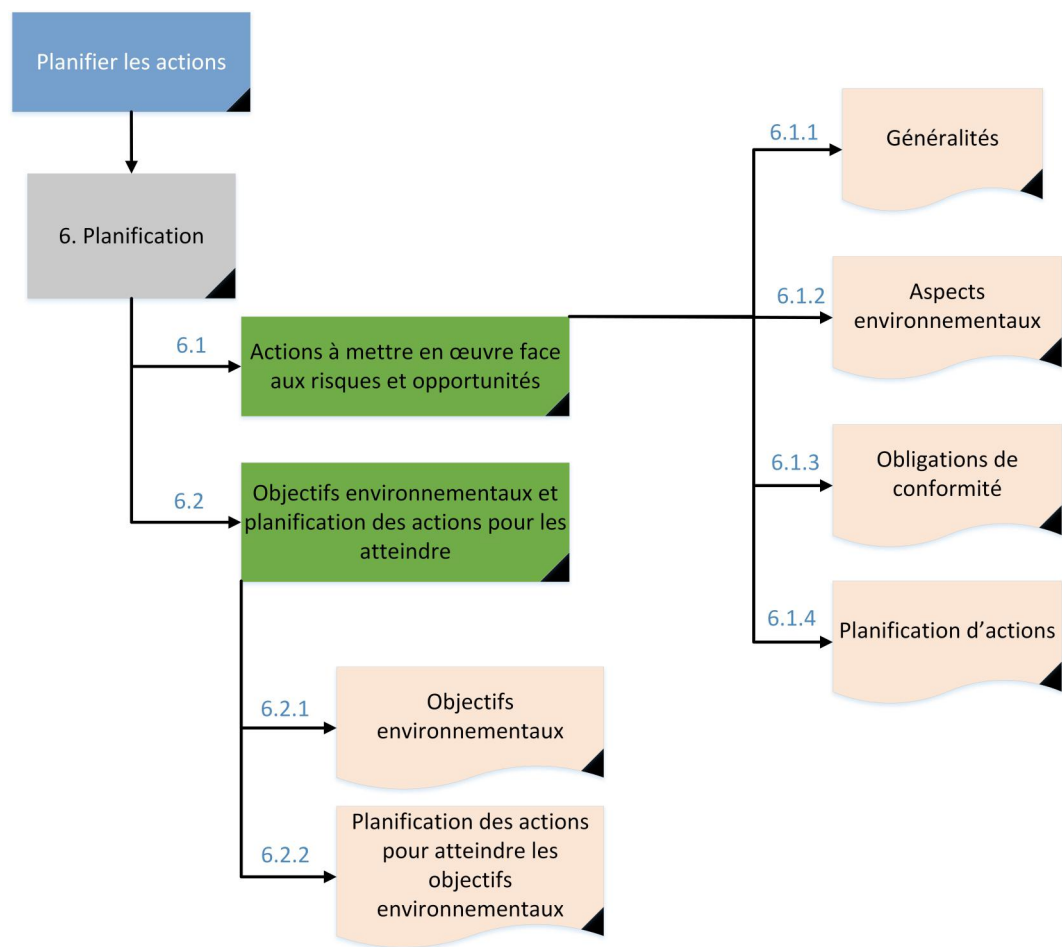 Planifier les actions
6. Planification
6.1
Actions à mettre en œuvre face
aux risques et opportunités
6.1.1
Généralités
6.1.2
Aspects
environnementaux
6.1.3
Obligations de
conformité
6.1.4
Planification d’actions
6.2
Objectifs environnementaux et
planification des actions pour les
atteindre
6.2.1
Objectifs
environnementaux
6.2.2
Planification des actions
pour atteindre les
objectifs
environnementaux